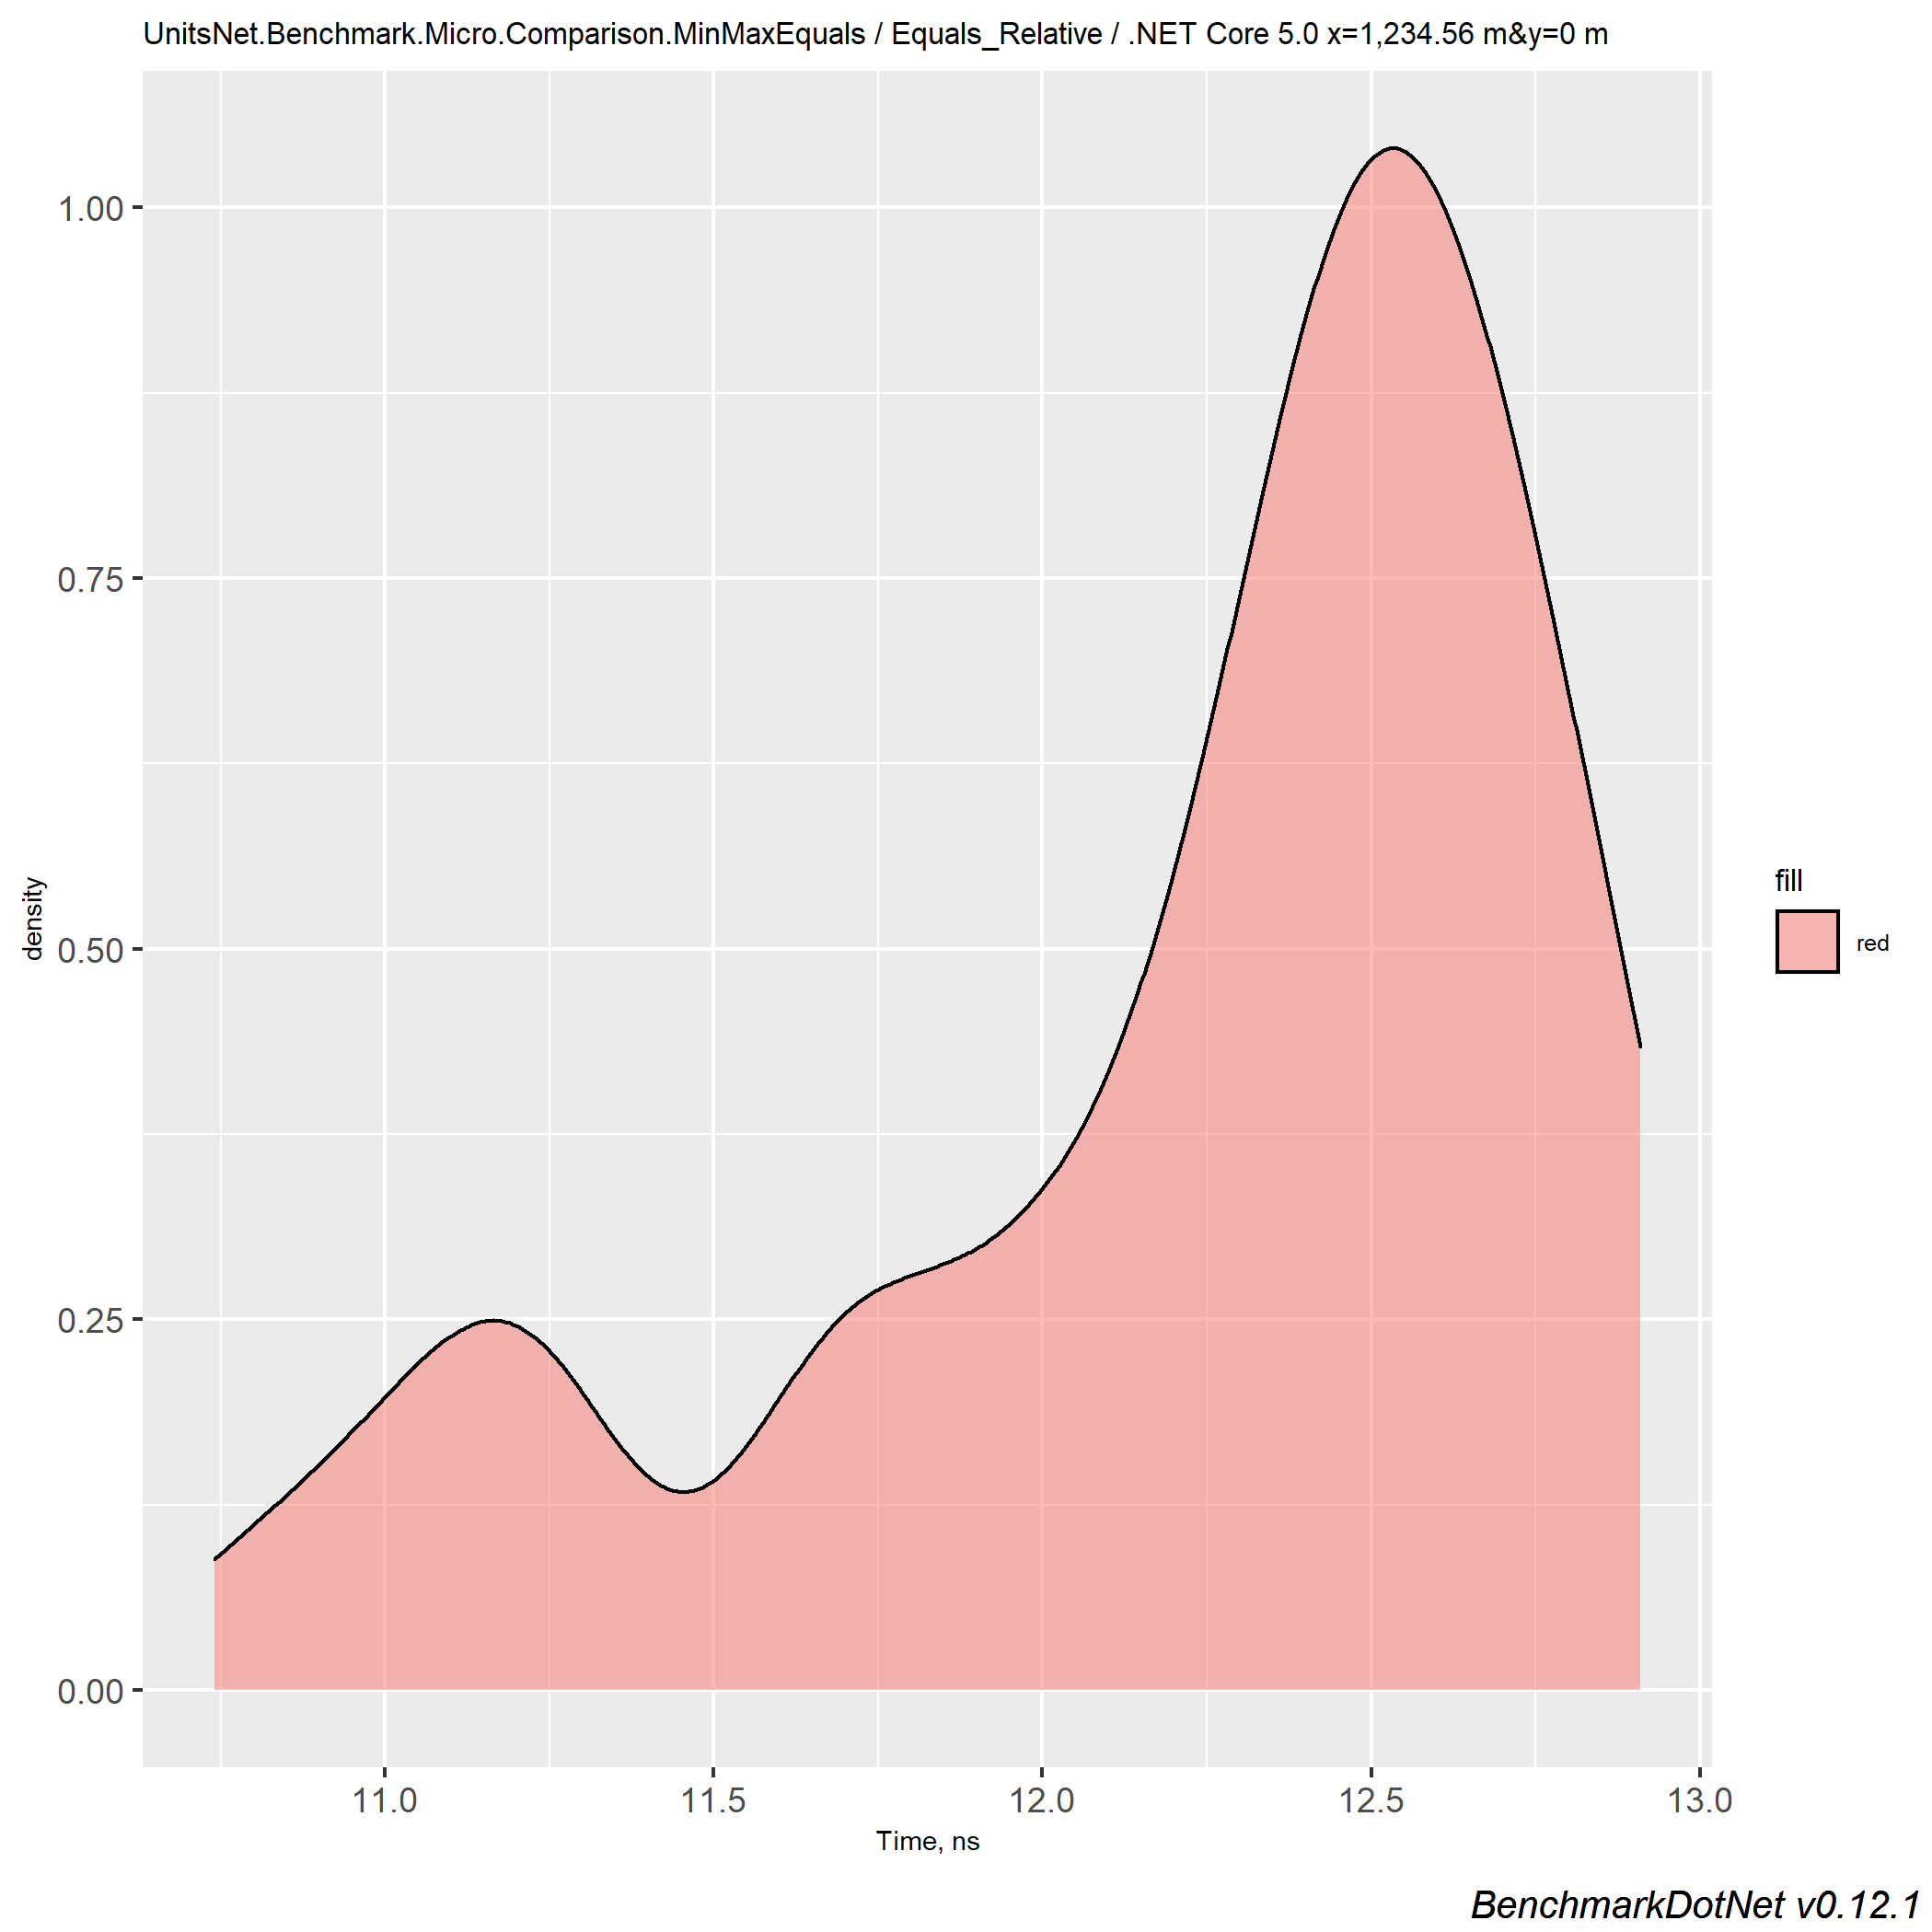 UnitsNet.Benchmark.Micro.Comparison.MinMaxEquals / Equals_Relative / .NET Core 5.0 x=1,234.56 m&y=0 m
1.00
0.75
0.50
0.25
0.00
density
11.0 11.5 12.0 12.5 13.0
Time, ns
fill
red
BenchmarkDotNet v0.12.1